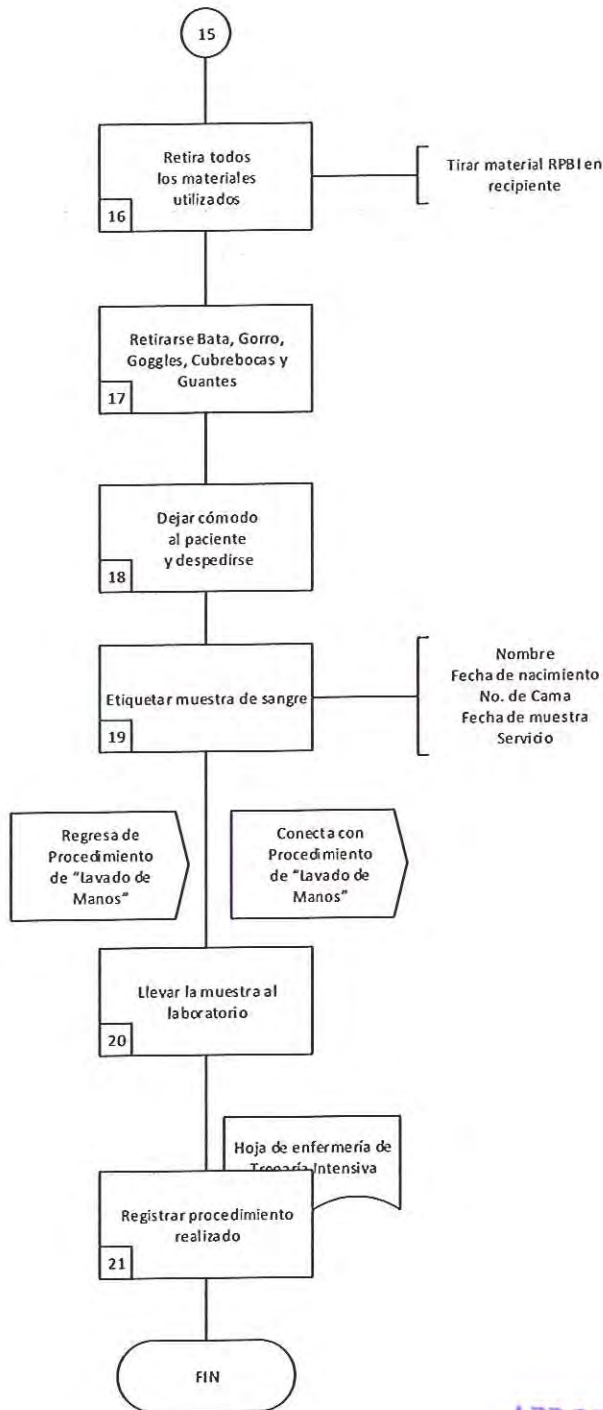 15
Retira todos
los materiales
utilizados
16
Tirar material RPBI en
recipiente
Retirarse Bata, Gorro,
Goggles, Cubrebocas y
Guantes
17
Dejar cómodo
al paciente
y despedirse
18
Etiquetar muestra de sangre
19
Nombre
Fecha de nacimiento
No. de Cama
Fecha de muestra
Servicio
Regresa de
Procedimiento
de "Lavado de
Manos"
Conecta con
Procedimiento
de "Lavado de
Manos"
Llevar la muestra al
laboratorio
20
Hoja de enfermería de
Intensiva
Registrar procedimiento
realizado
21
FIN